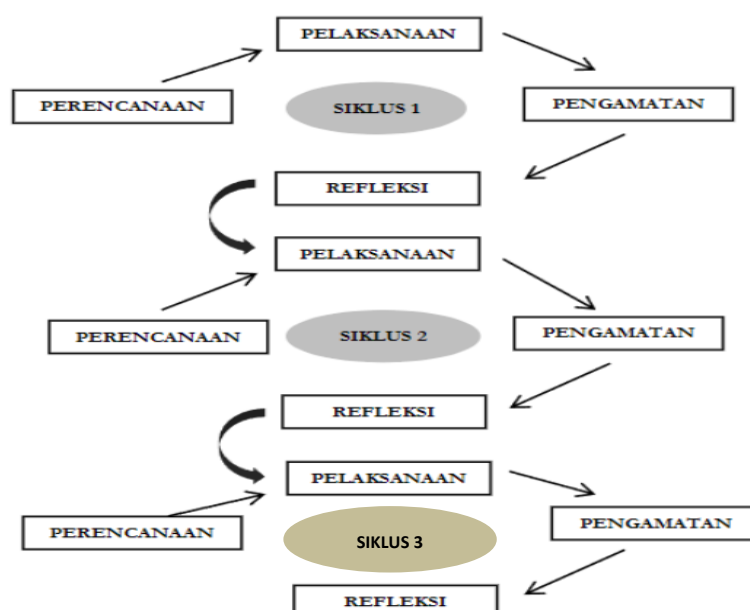 PELAKSANAAN
PERENCANAAN
SIKLUS 1
PENGAMATAN
REFLEKSI
PELAKSANAAN
PERENCANAAN
SIKLUS 2
PENGAMATAN
REFLEKSI
PELAKSANAAN
PERENCANAAN
SIKLUS 3
PENGAMATAN
REFLEKSI